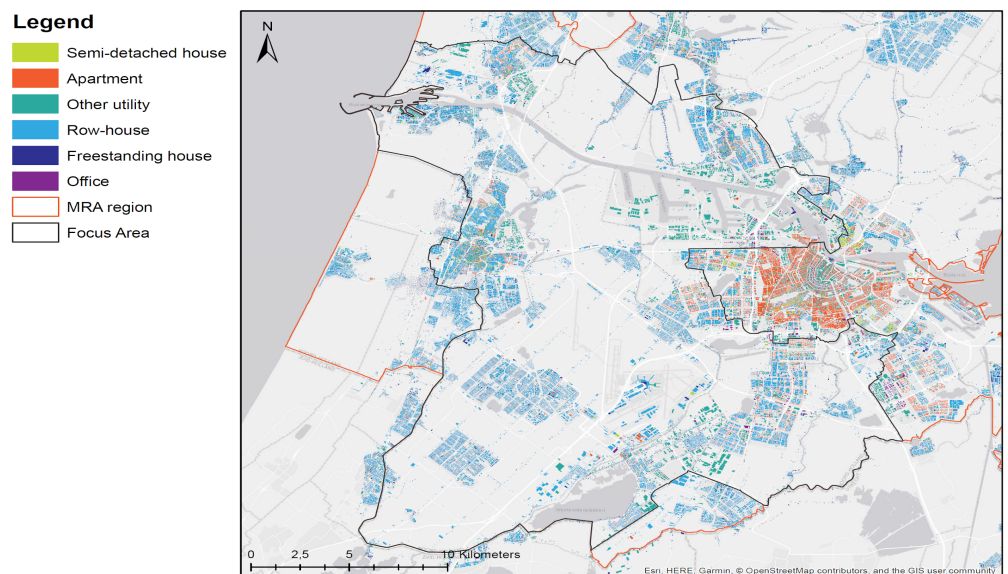 Legend
Semi-detached house
Apartment
Other utility
Row-house
Freestanding house
Office
MRA region
Focus Area
N
0 2,5 5 10 Kilometers
Esri, HERE, Garmin, © OpenStreetMap contributors, and the GIS user community